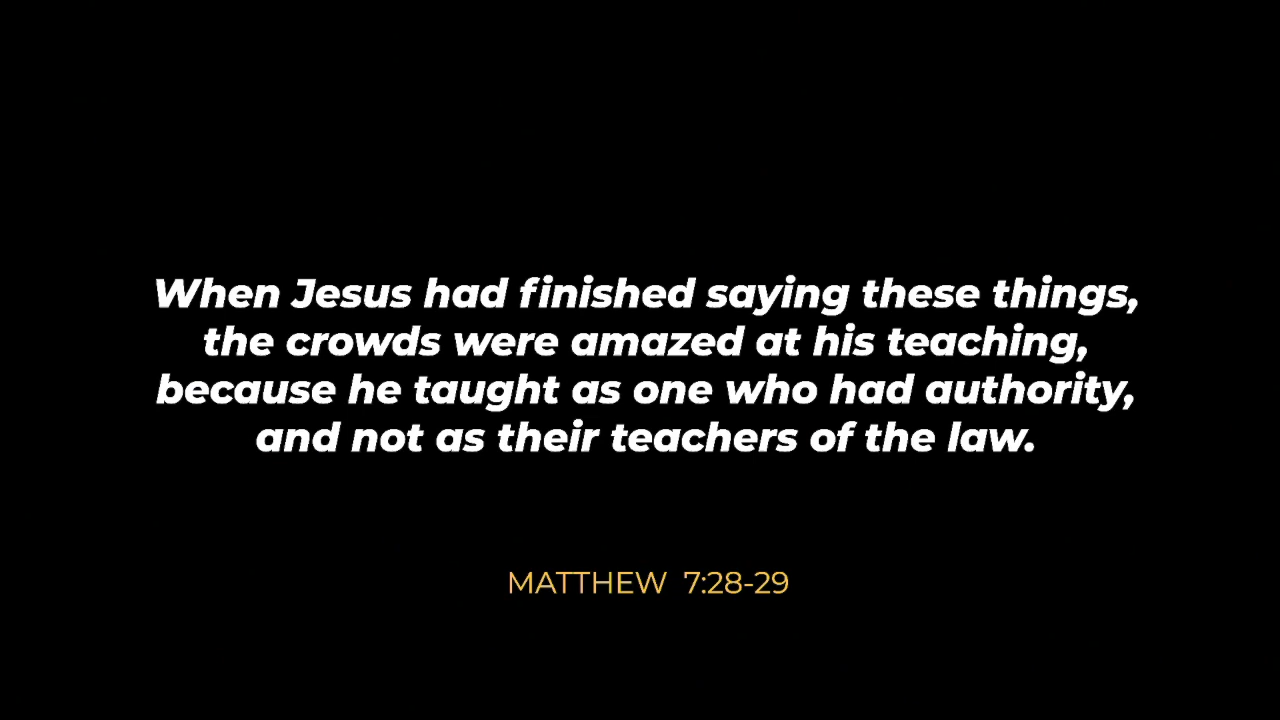 When Jesus had finished saying these things,
the crowds were amazed at his teaching,
because he taught as one who had authority,
and not as their teachers of the law.
MATTHEW 7:28-29